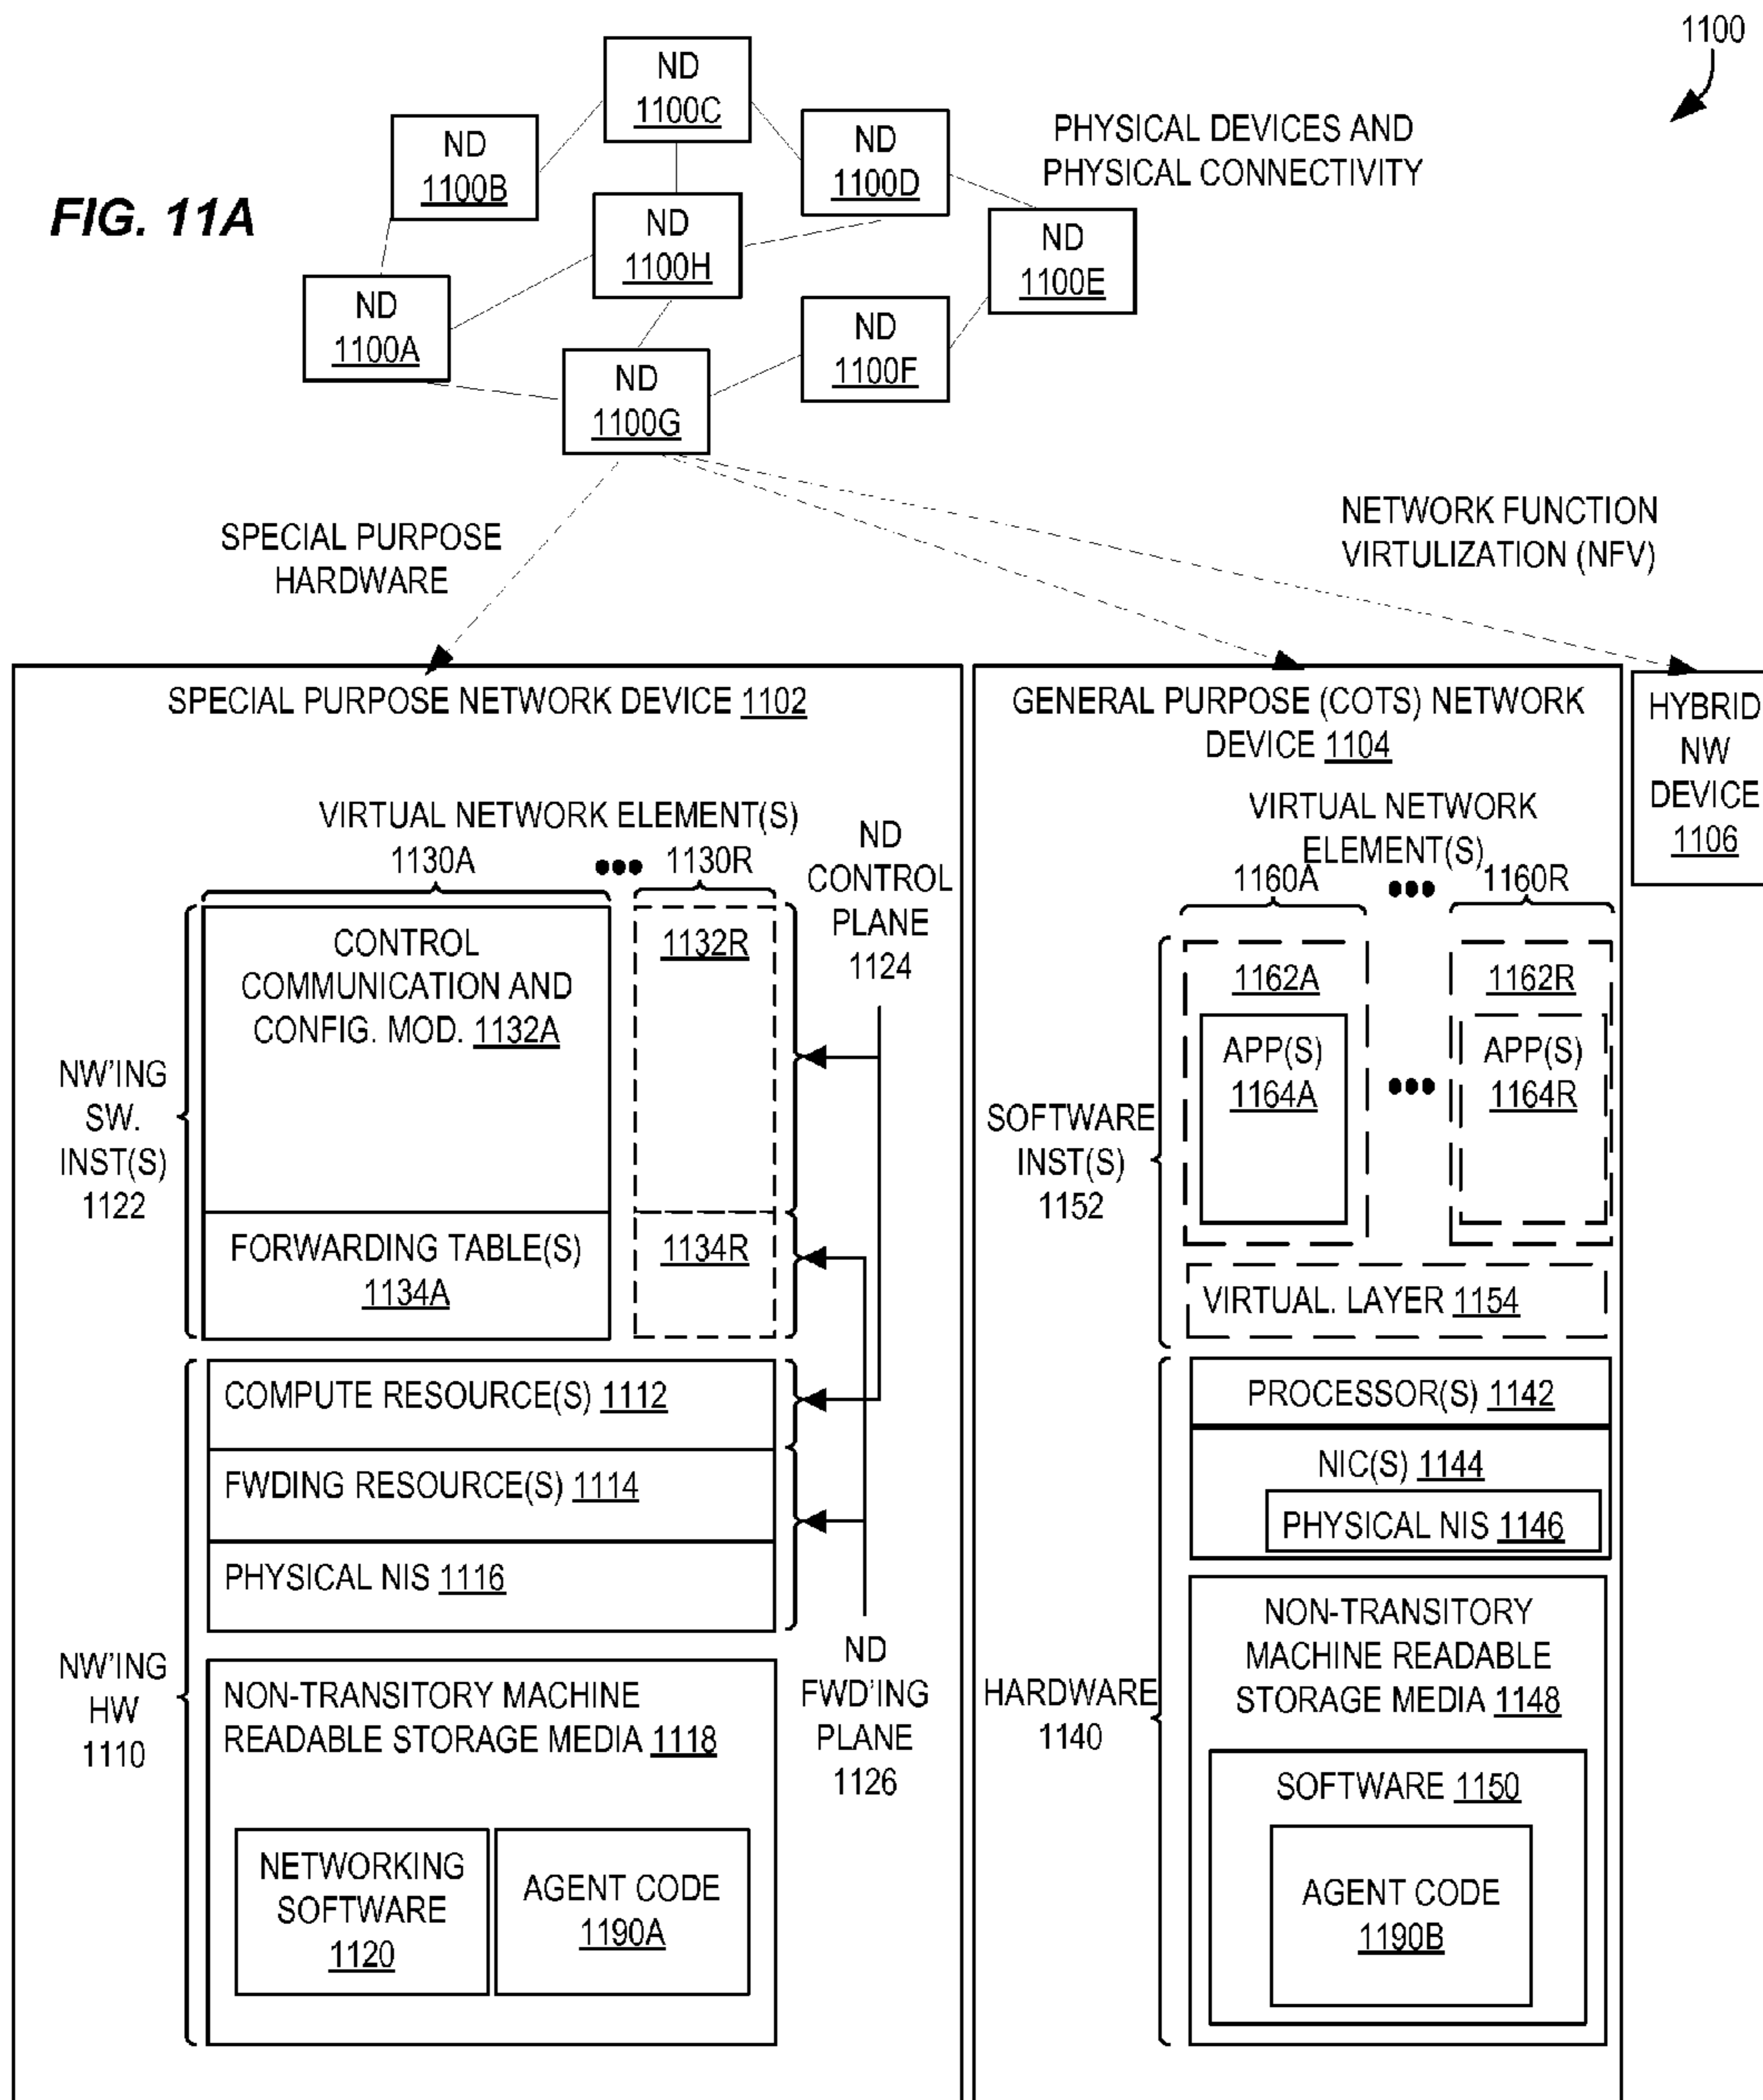 1100
FIG. 11A
ND
1100C
ND
1100B
ND
1100D
PHYSICAL DEVICES AND
PHYSICAL CONNECTIVITY
ND
1100H
ND
1100E
ND
1100A
ND
1100F
ND
1100G
SPECIAL PURPOSE
HARDWARE
NETWORK FUNCTION
VIRTULIZATION (NFV)
SPECIAL PURPOSE NETWORK DEVICE 1102
VIRTUAL NETWORK ELEMENT(S)
1130A
1130R
ND
CONTROL
PLANE
1124
NW'ING
SW.
INST(S)
1122
CONTROL
COMMUNICATION AND
CONFIG. MOD. 1132A
1132R
FORWARDING TABLE(S)
1134A
1134R
NW'ING
HW
1110
COMPUTE RESOURCE(S) 1112
FWDING RESOURCE(S) 1114
PHYSICAL NIS 1116
ND
FWD'ING
PLANE
1126
NON-TRANSITORY MACHINE
READABLE STORAGE MEDIA 1118
NETWORKING
SOFTWARE
1120
AGENT CODE
1190A
GENERAL PURPOSE (COTS) NETWORK
DEVICE 1104
VIRTUAL NETWORK
ELEMENT(S)
1160A
1160R
SOFTWARE
INST(S)
1152
1162A
APP(S)
1164A
1162R
APP(S)
1164R
VIRTUAL. LAYER 1154
HARDWARE
1140
PROCESSOR(S) 1142
NIC(S) 1144
PHYSICAL NIS 1146
NON-TRANSITORY
MACHINE READABLE
STORAGE MEDIA 1148
SOFTWARE 1150
AGENT CODE
1190B
HYBRID
NW
DEVICE
1106